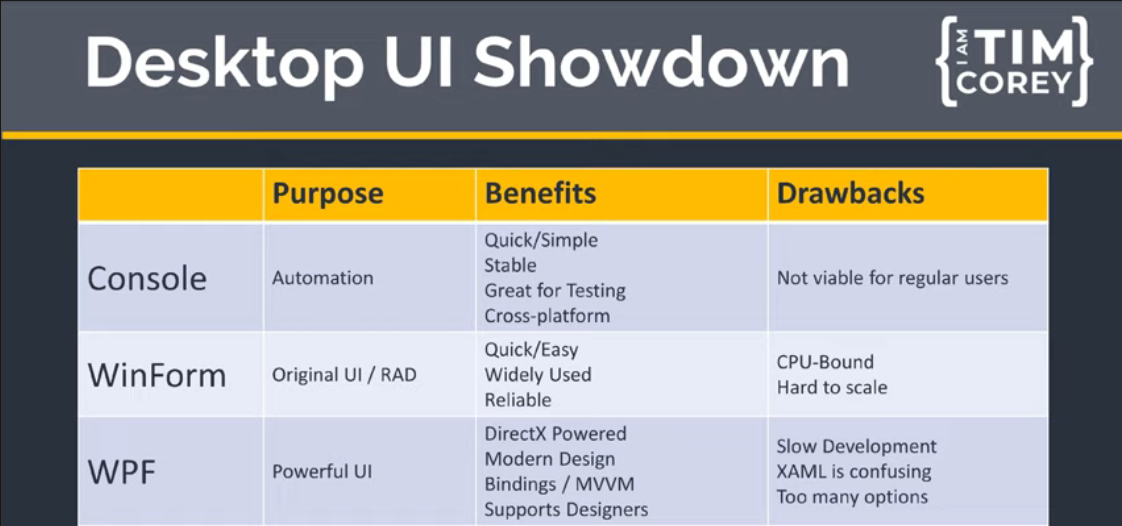 Desktop UI Showdown
I AM TIM
COREY
Purpose
Benefits
Drawbacks
Console
Automation
Quick/Simple
Stable
Great for Testing
Cross-platform
Not viable for regular users
WinForm
Original UI / RAD
Quick/Easy
Widely Used
Reliable
CPU-Bound
Hard to scale
WPF
Powerful UI
DirectX Powered
Modern Design
Bindings / MVVM
Supports Designers
Slow Development
XAML is confusing
Too many options